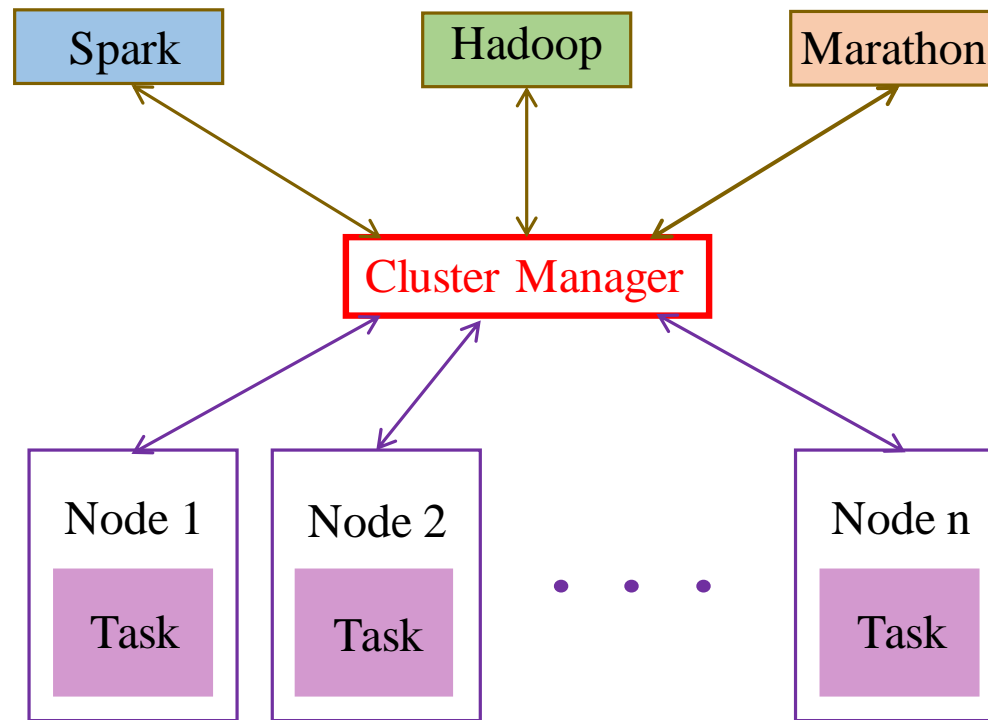 Spark
Hadoop
Marathon
Cluster Manager
Node 1
Node 2
Node n
Task
Task
Task